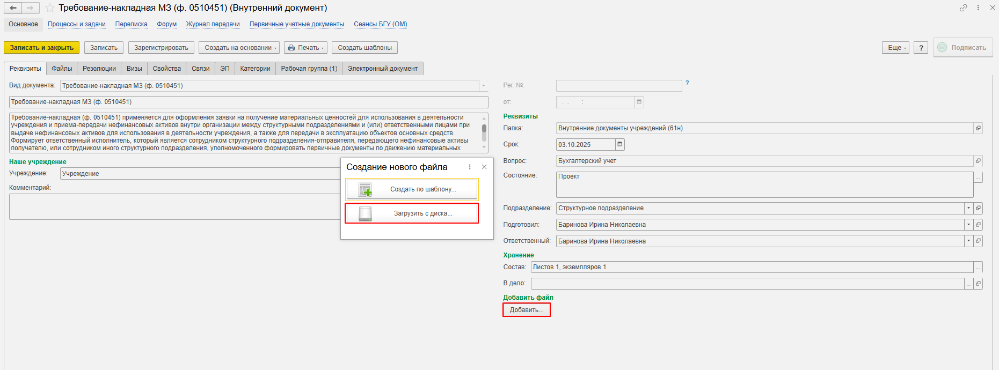 Требование-накладная МЗ (ф. 0510451) (Внутренний документ)
Основное Процессы и задачи Переписка Форум Журнал передачи Первичные учетные документы Сеансы БГУ (ОМ)
Записать и закрыть Записать Зарегистрировать Создать на основании Печать Создать шаблоны Еще ? Подписать
Реквизиты Файлы Резолюции Визы Свойства Связи ЭП Категории Рабочая группа (1) Электронный документ
Вид документа: Требование-накладная МЗ (ф. 0510451)
Требование-накладная МЗ (ф. 0510451)
Требование-накладная (ф. 0510451) применяется для оформления заявки на получение материальных ценностей для использования в деятельности
учреждения и приема-передачи нефинансовых активов внутри организации между структурными подразделениями и (или) ответственными лицами при
выдаче нефинансовых активов для использования в деятельности учреждения, а также для передачи в эксплуатацию объектов основных средств.
Формирует ответственный исполнитель, который является сотрудником структурного подразделения-отправителя, передающего нефинансовые активы
получателю, или сотрудником иного структурного подразделения, уполномоченного формировать первичные документы по движению материальных
Наше учреждение
Учреждение: Учреждение
Комментарий:
Создание нового файла
Создать по шаблону...
Загрузить с диска...
Рег. №: ?
от: . . :
Реквизиты
Папка: Внутренние документы учреждений (61н)
Срок: 03.10.2025
Вопрос: Бухгалтерский учет
Состояние: Проект
...
Подразделение: Структурное подразделение
Подготовил: Баринова Ирина Николаевна
Ответственный: Баринова Ирина Николаевна
Хранение
Состав: Листов 1, экземпляров 1 ...
В дело: ...
Добавить файл
Добавить...